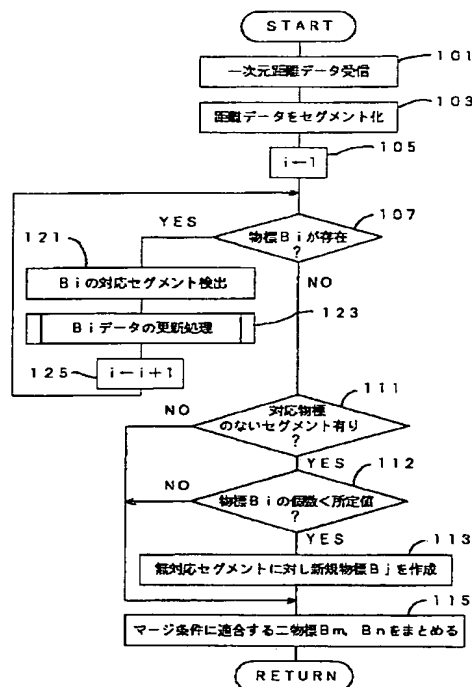 START
101
一次元距離データ受信
103
距離データをセグメント化
105
i←1
107
YES
物標Biが存在
?
121
NO
Biの対応セグメント検出
Biデータの更新処理
123
125
i←i+1
111
NO
対応物標
のないセグメント有り
?
YES
112
NO
物標Biの個数<所定値
?
YES
113
無対応セグメントに対し新規物標Bjを作成
115
マージ条件に適合する二物標Bm、Bnをまとめる
RETURN